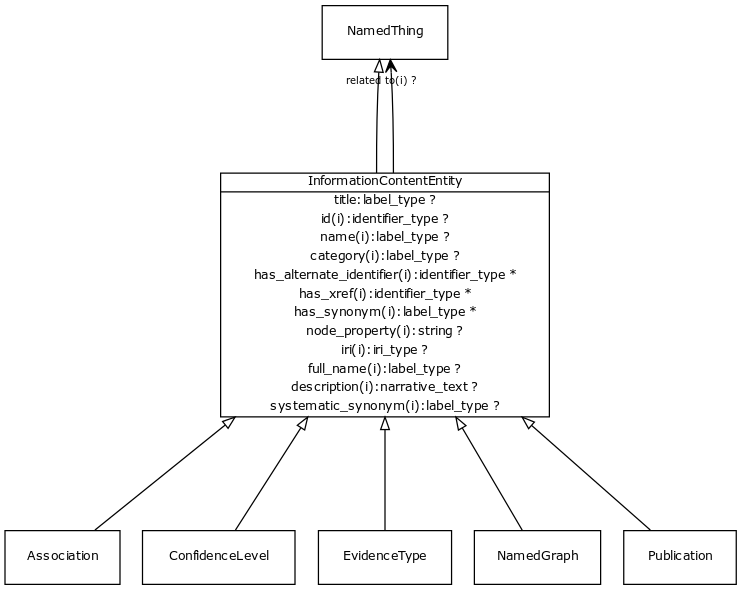 NamedThing
related to(i) ?
InformationContentEntity
title:label_type ?
id(i):identifier_type ?
name(i):label_type ?
category(i):label_type ?
has_alternate_identifier(i):identifier_type *
has_xref(i):identifier_type *
has_synonym(i):label_type *
node_property(i):string ?
iri(i):iri_type ?
full_name(i):label_type ?
description(i):narrative_text ?
systematic_synonym(i):label_type ?
Association
ConfidenceLevel
EvidenceType
NamedGraph
Publication